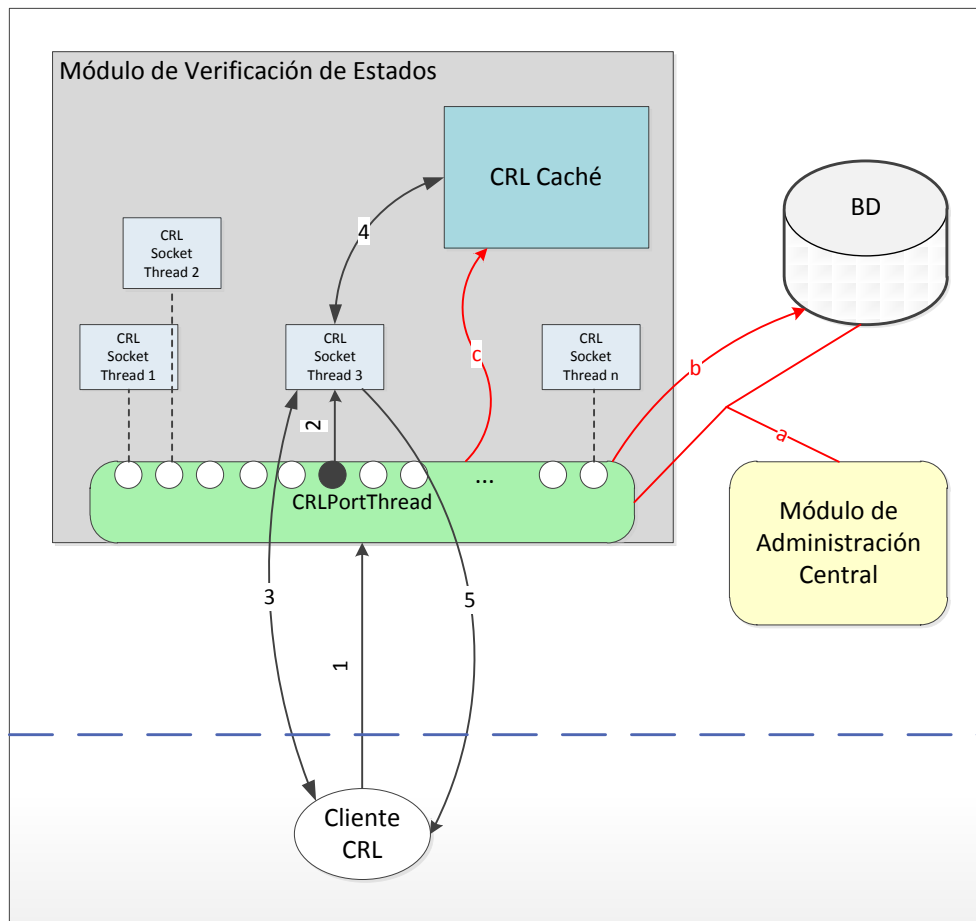 Módulo de Verificación de Estados
CRL Caché
BD
CRL
Socket
Thread 2
4
CRL
Socket
Thread 1
CRL
Socket
Thread 3
c
CRL
Socket
Thread n
b
2
a
...
CRLPortThread
Módulo de
Administración
Central
3
5
1
Cliente
CRL